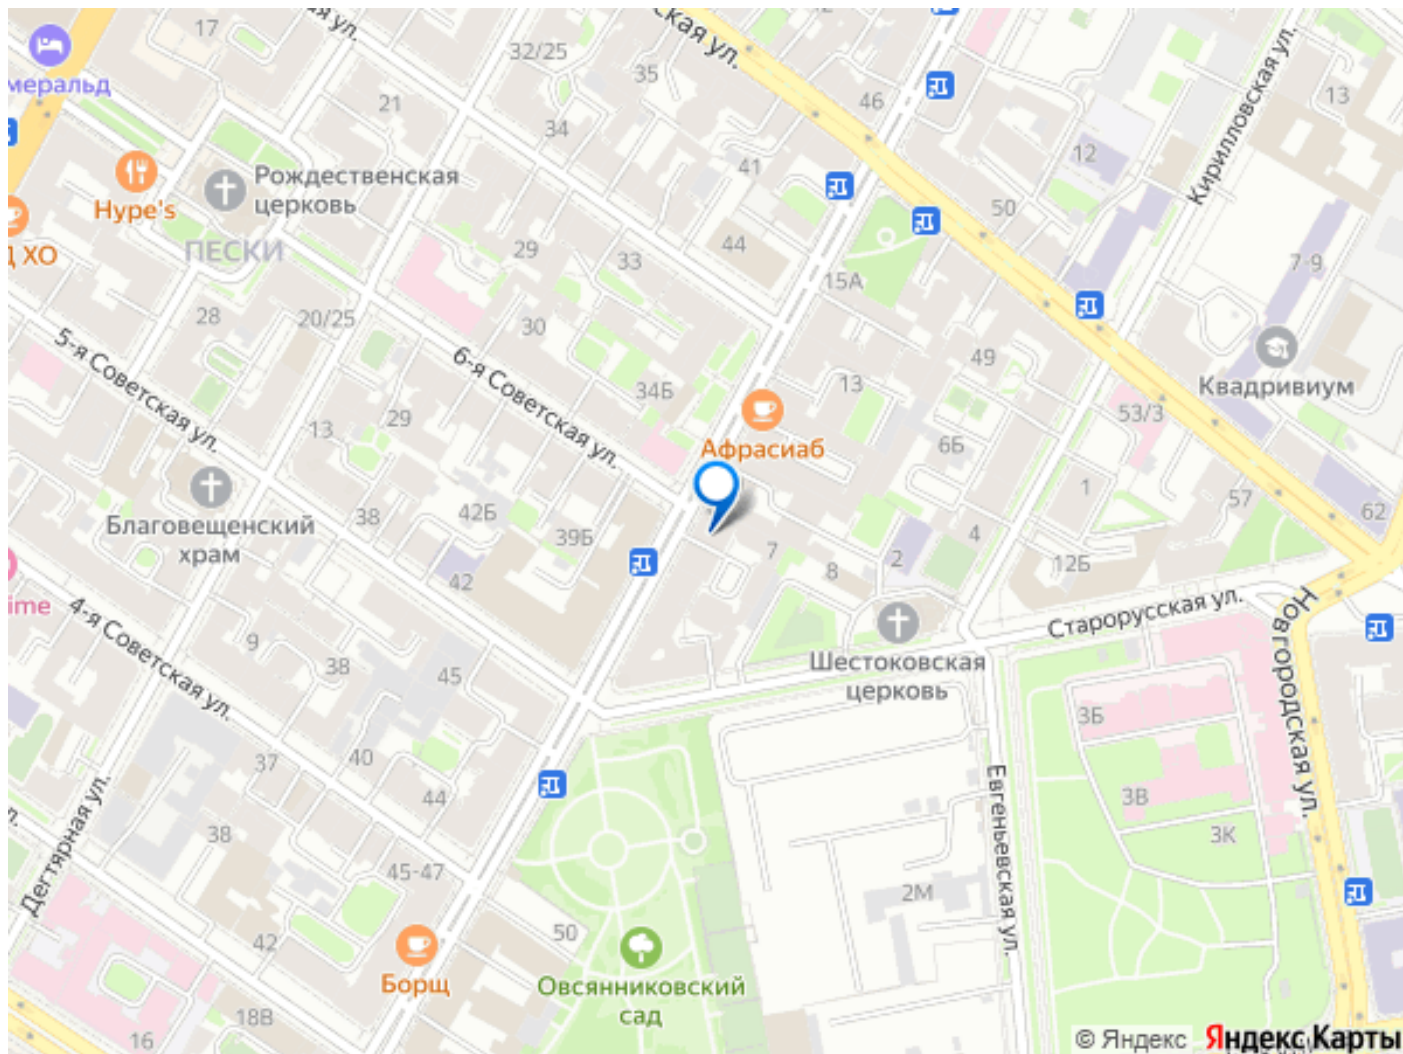 17
ул.
32/25
ская ул.
меральд
35
46
21
34
13
Кирилловская ул.
41
12
Рождественская
церковь
Hype's
50
ПЕСКИ
ХО
29
33
44
15А
7-9
28
20/25
30
5-я Советская ул.
6-я Советская ул.
49
Квадривиум
34Б
13
53/3
29
13
Афрасиаб
6Б
1
57
62
Благовещенский
храм
38
42Б
39Б
7
2
4
12Б
8
42
ime
4-я Советская ул.
Старорусская ул.
Новгородская ул.
9
38
45
Шестоковская
церковь
3Б
37
40
44
Евгеньевская ул.
3В
3К
Дегтярная ул.
38
45-47
2М
42
50
Борщ
Овсянниковский
сад
18В
16
© Яндекс Яндекс Карты